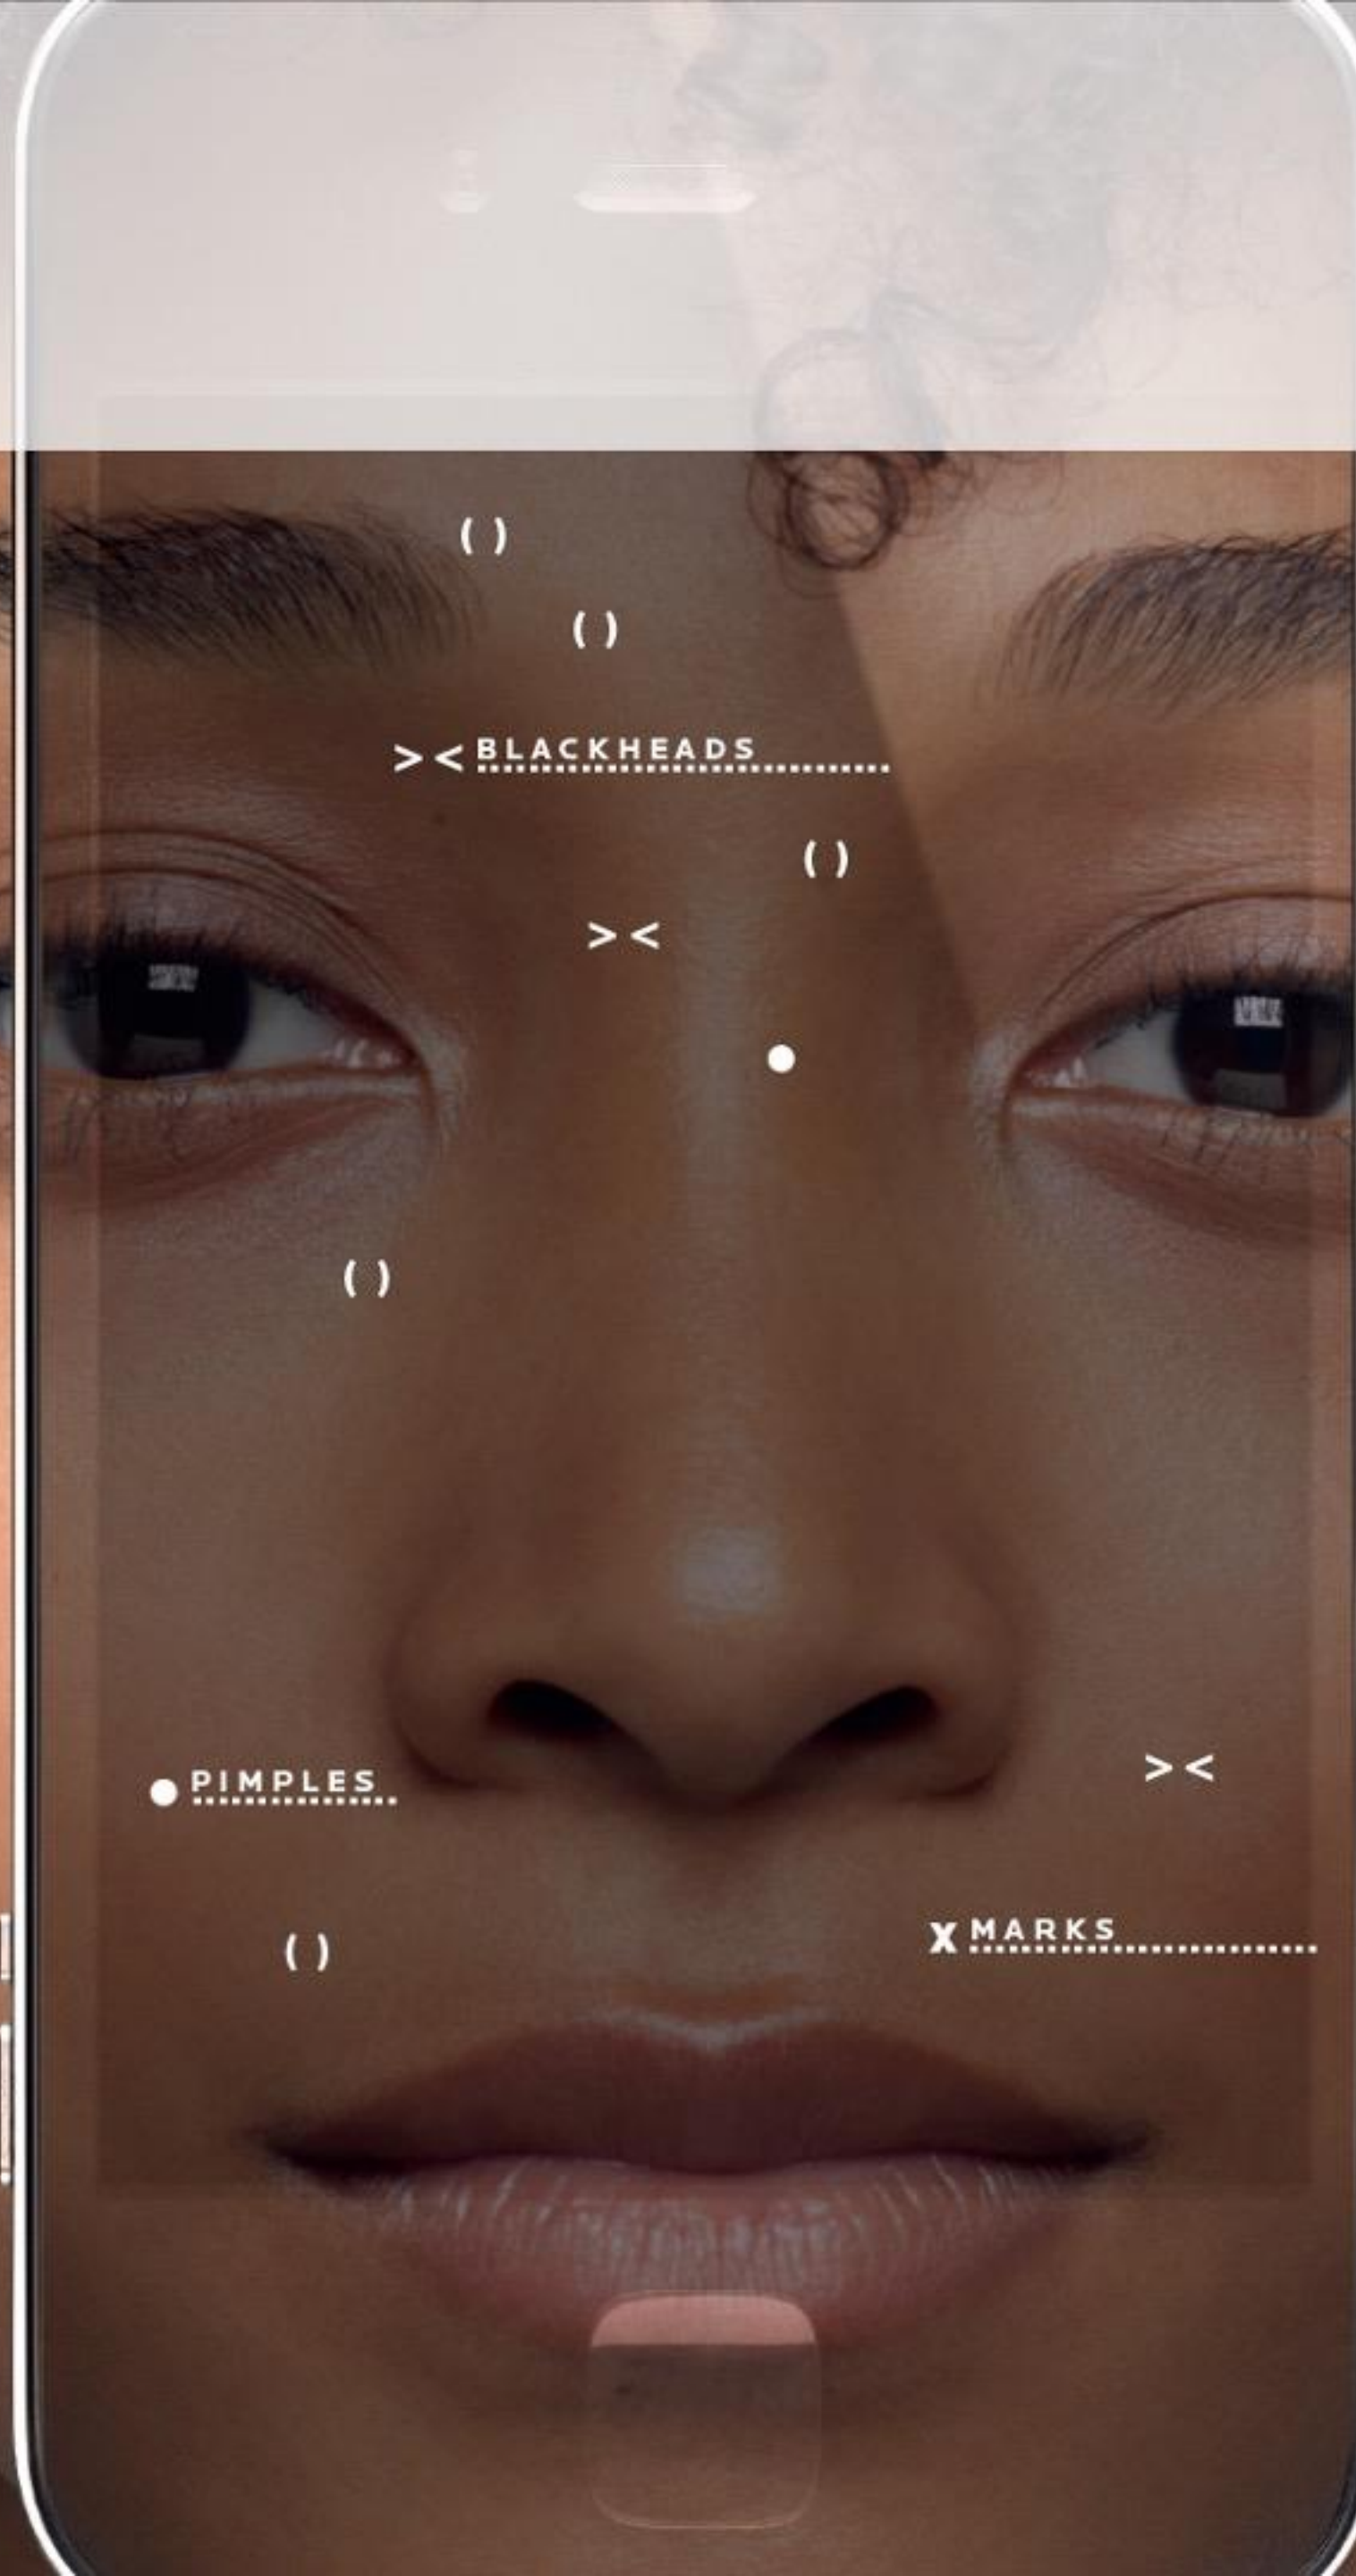 ( )
( )
> < BLACKHEADS
( )
> <
( )
PIMPLES
> <
X MARKS
( )